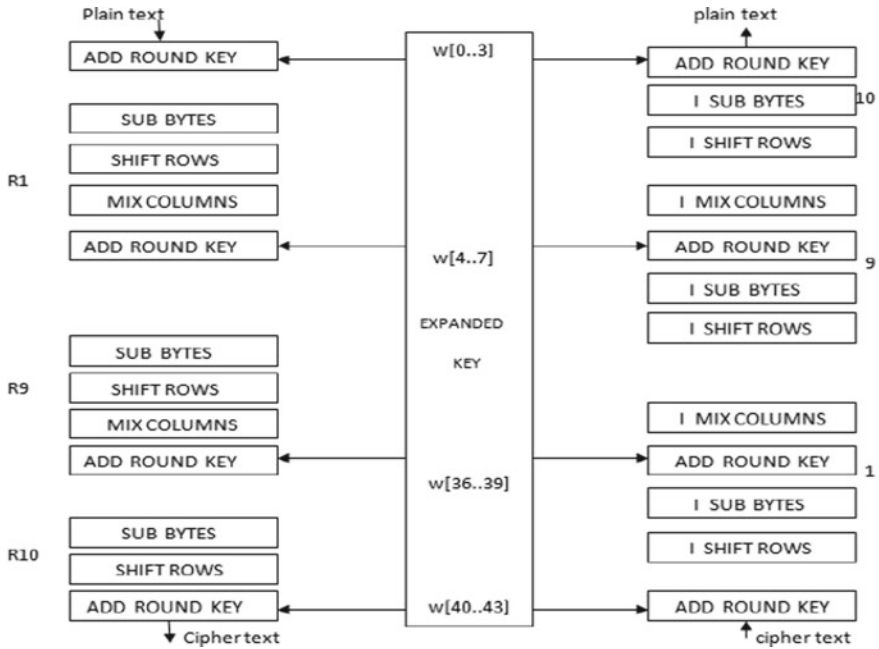 Plain text
ADD ROUND KEY
R1
SUB BYTES
SHIFT ROWS
MIX COLUMNS
ADD ROUND KEY
R9
SUB BYTES
SHIFT ROWS
MIX COLUMNS
ADD ROUND KEY
R10
SUB BYTES
SHIFT ROWS
ADD ROUND KEY
Cipher text
w[0..3]
w[4..7]
EXPANDED
KEY
w[36..39]
w[40..43]
plain text
ADD ROUND KEY
I SUB BYTES
10
I SHIFT ROWS
I MIX COLUMNS
ADD ROUND KEY
9
I SUB BYTES
I SHIFT ROWS
I MIX COLUMNS
ADD ROUND KEY
1
I SUB BYTES
I SHIFT ROWS
ADD ROUND KEY
cipher text